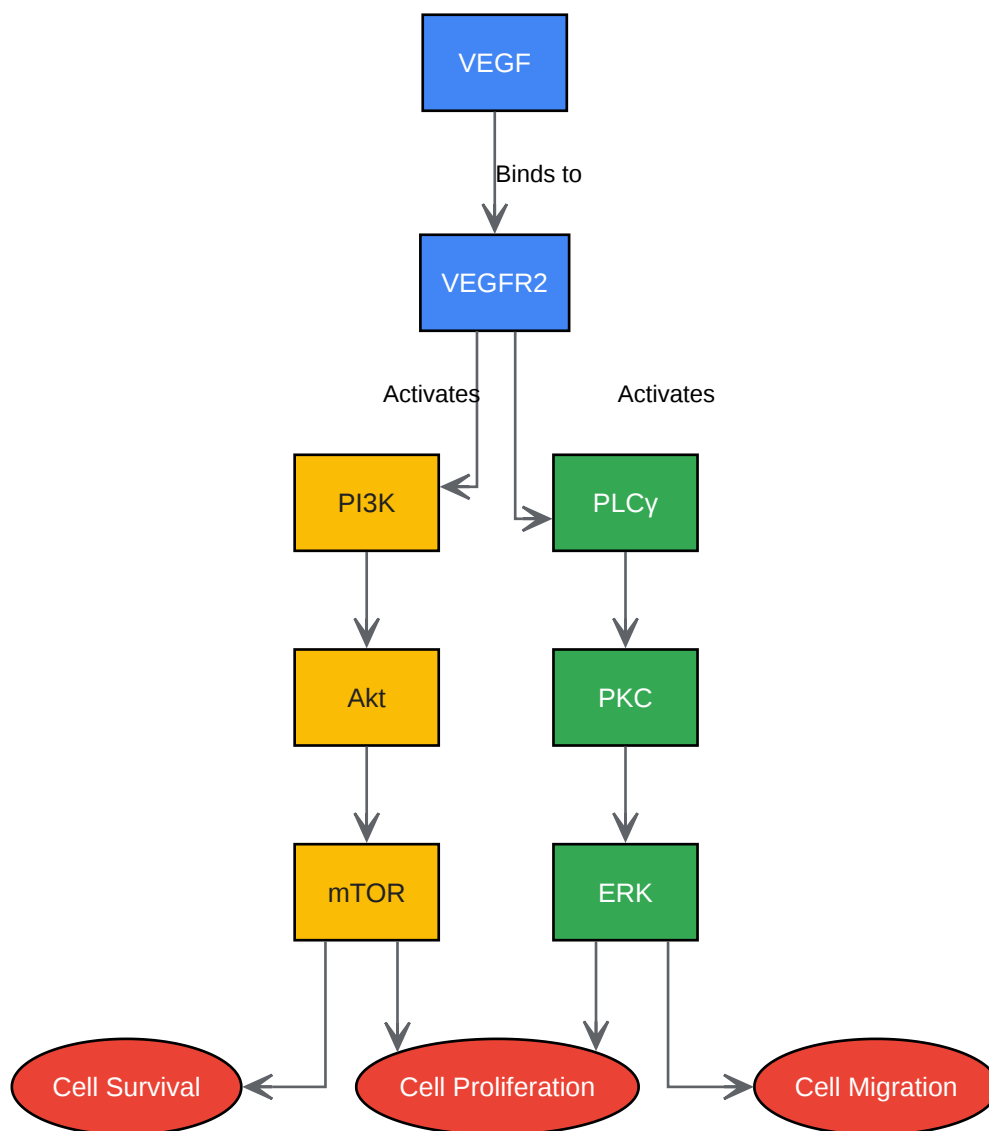 VEGF
Binds to
VEGFR2
Activates
Activates
PI3K
PLCγ
Akt
PKC
mTOR
ERK
Cell Survival
Cell Proliferation
Cell Migration